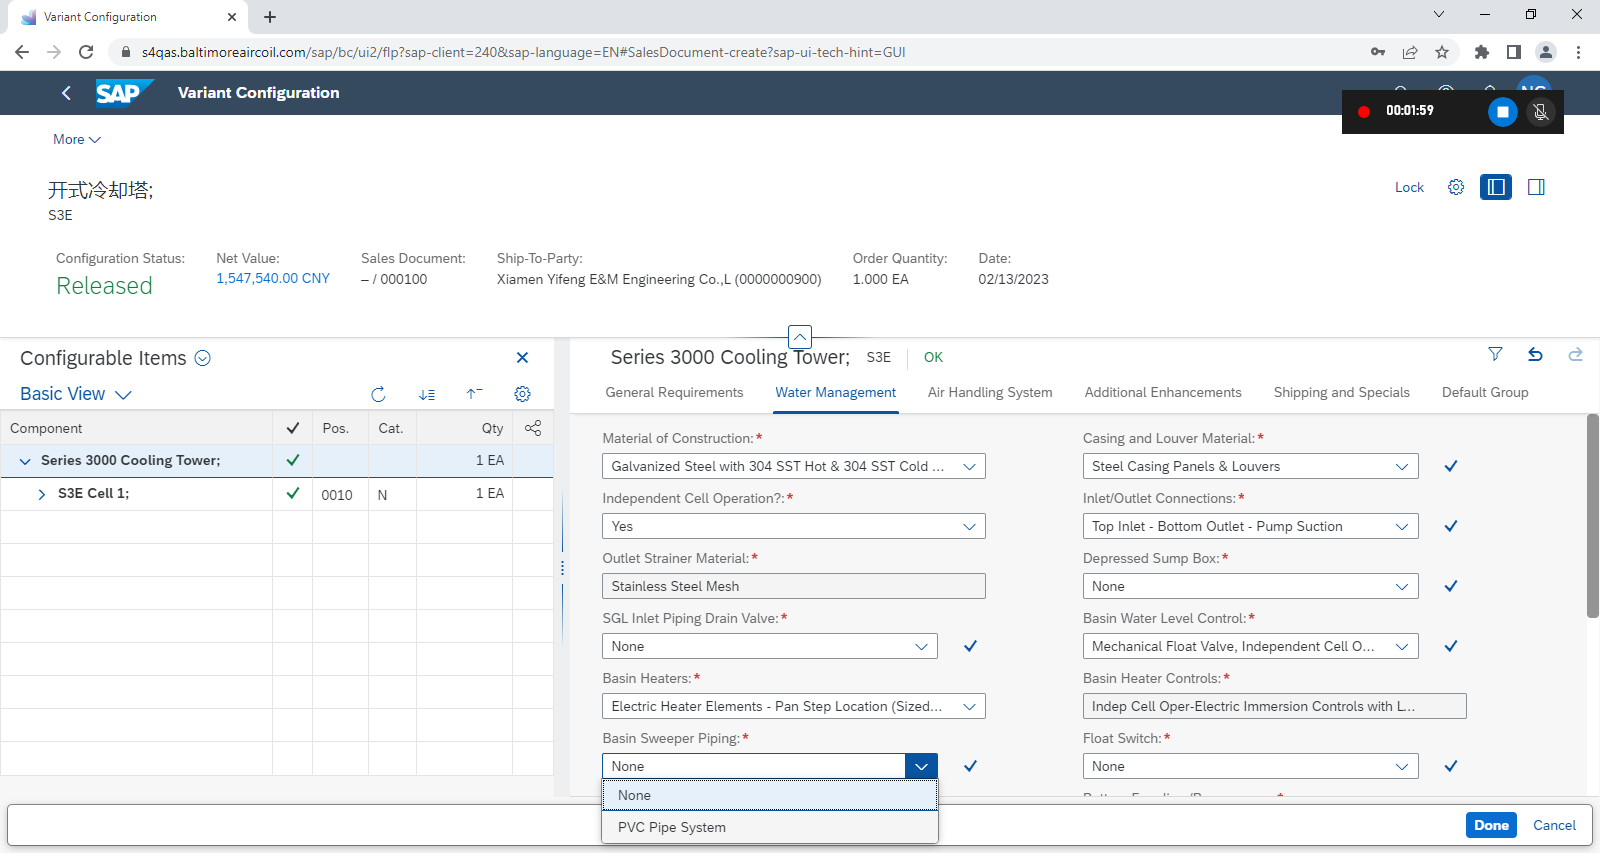 Variant Configuration
s4qas.baltimoreaircoil.com/sap/bc/ui2/flp?sap-client=240&sap-language=EN#SalesDocument-create?sap-ui-tech-hint=GUI
SAP
Variant Configuration
00:01:59
More
开式冷却塔;
S3E
Lock
Configuration Status:
Released
Net Value:
1,547,540.00 CNY
Sales Document:
– / 000100
Ship-To-Party:
Xiamen Yifeng E&M Engineering Co.,L (0000000900)
Order Quantity:
1.000 EA
Date:
02/13/2023
Configurable Items
Basic View
Component Pos. Cat. Qty
Series 3000 Cooling Tower; 1 EA
S3E Cell 1; 0010 N 1 EA
Series 3000 Cooling Tower; S3E OK
General Requirements Water Management Air Handling System Additional Enhancements Shipping and Specials Default Group
Material of Construction:*
Galvanized Steel with 304 SST Hot & 304 SST Cold ...
Casing and Louver Material:*
Steel Casing Panels & Louvers
Independent Cell Operation?:*
Yes
Inlet/Outlet Connections:*
Top Inlet - Bottom Outlet - Pump Suction
Outlet Strainer Material:*
Stainless Steel Mesh
Depressed Sump Box:*
None
SGL Inlet Piping Drain Valve:*
None
Basin Water Level Control:*
Mechanical Float Valve, Independent Cell O...
Basin Heaters:*
Electric Heater Elements - Pan Step Location (Sized...
Basin Heater Controls:*
Indep Cell Oper-Electric Immersion Controls with L...
Basin Sweeper Piping:*
None
Float Switch:*
None
None
PVC Pipe System
Done
Cancel